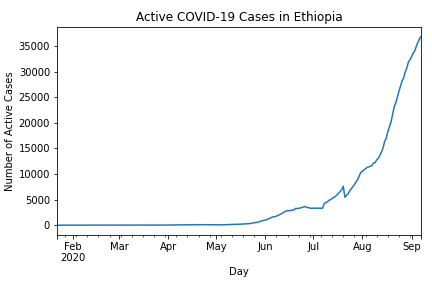 Active COVID-19 Cases in Ethiopia
35000
30000
25000
20000
15000
10000
5000
0
Number of Active Cases
Feb Mar Apr May Jun Jul Aug Sep
2020
Day